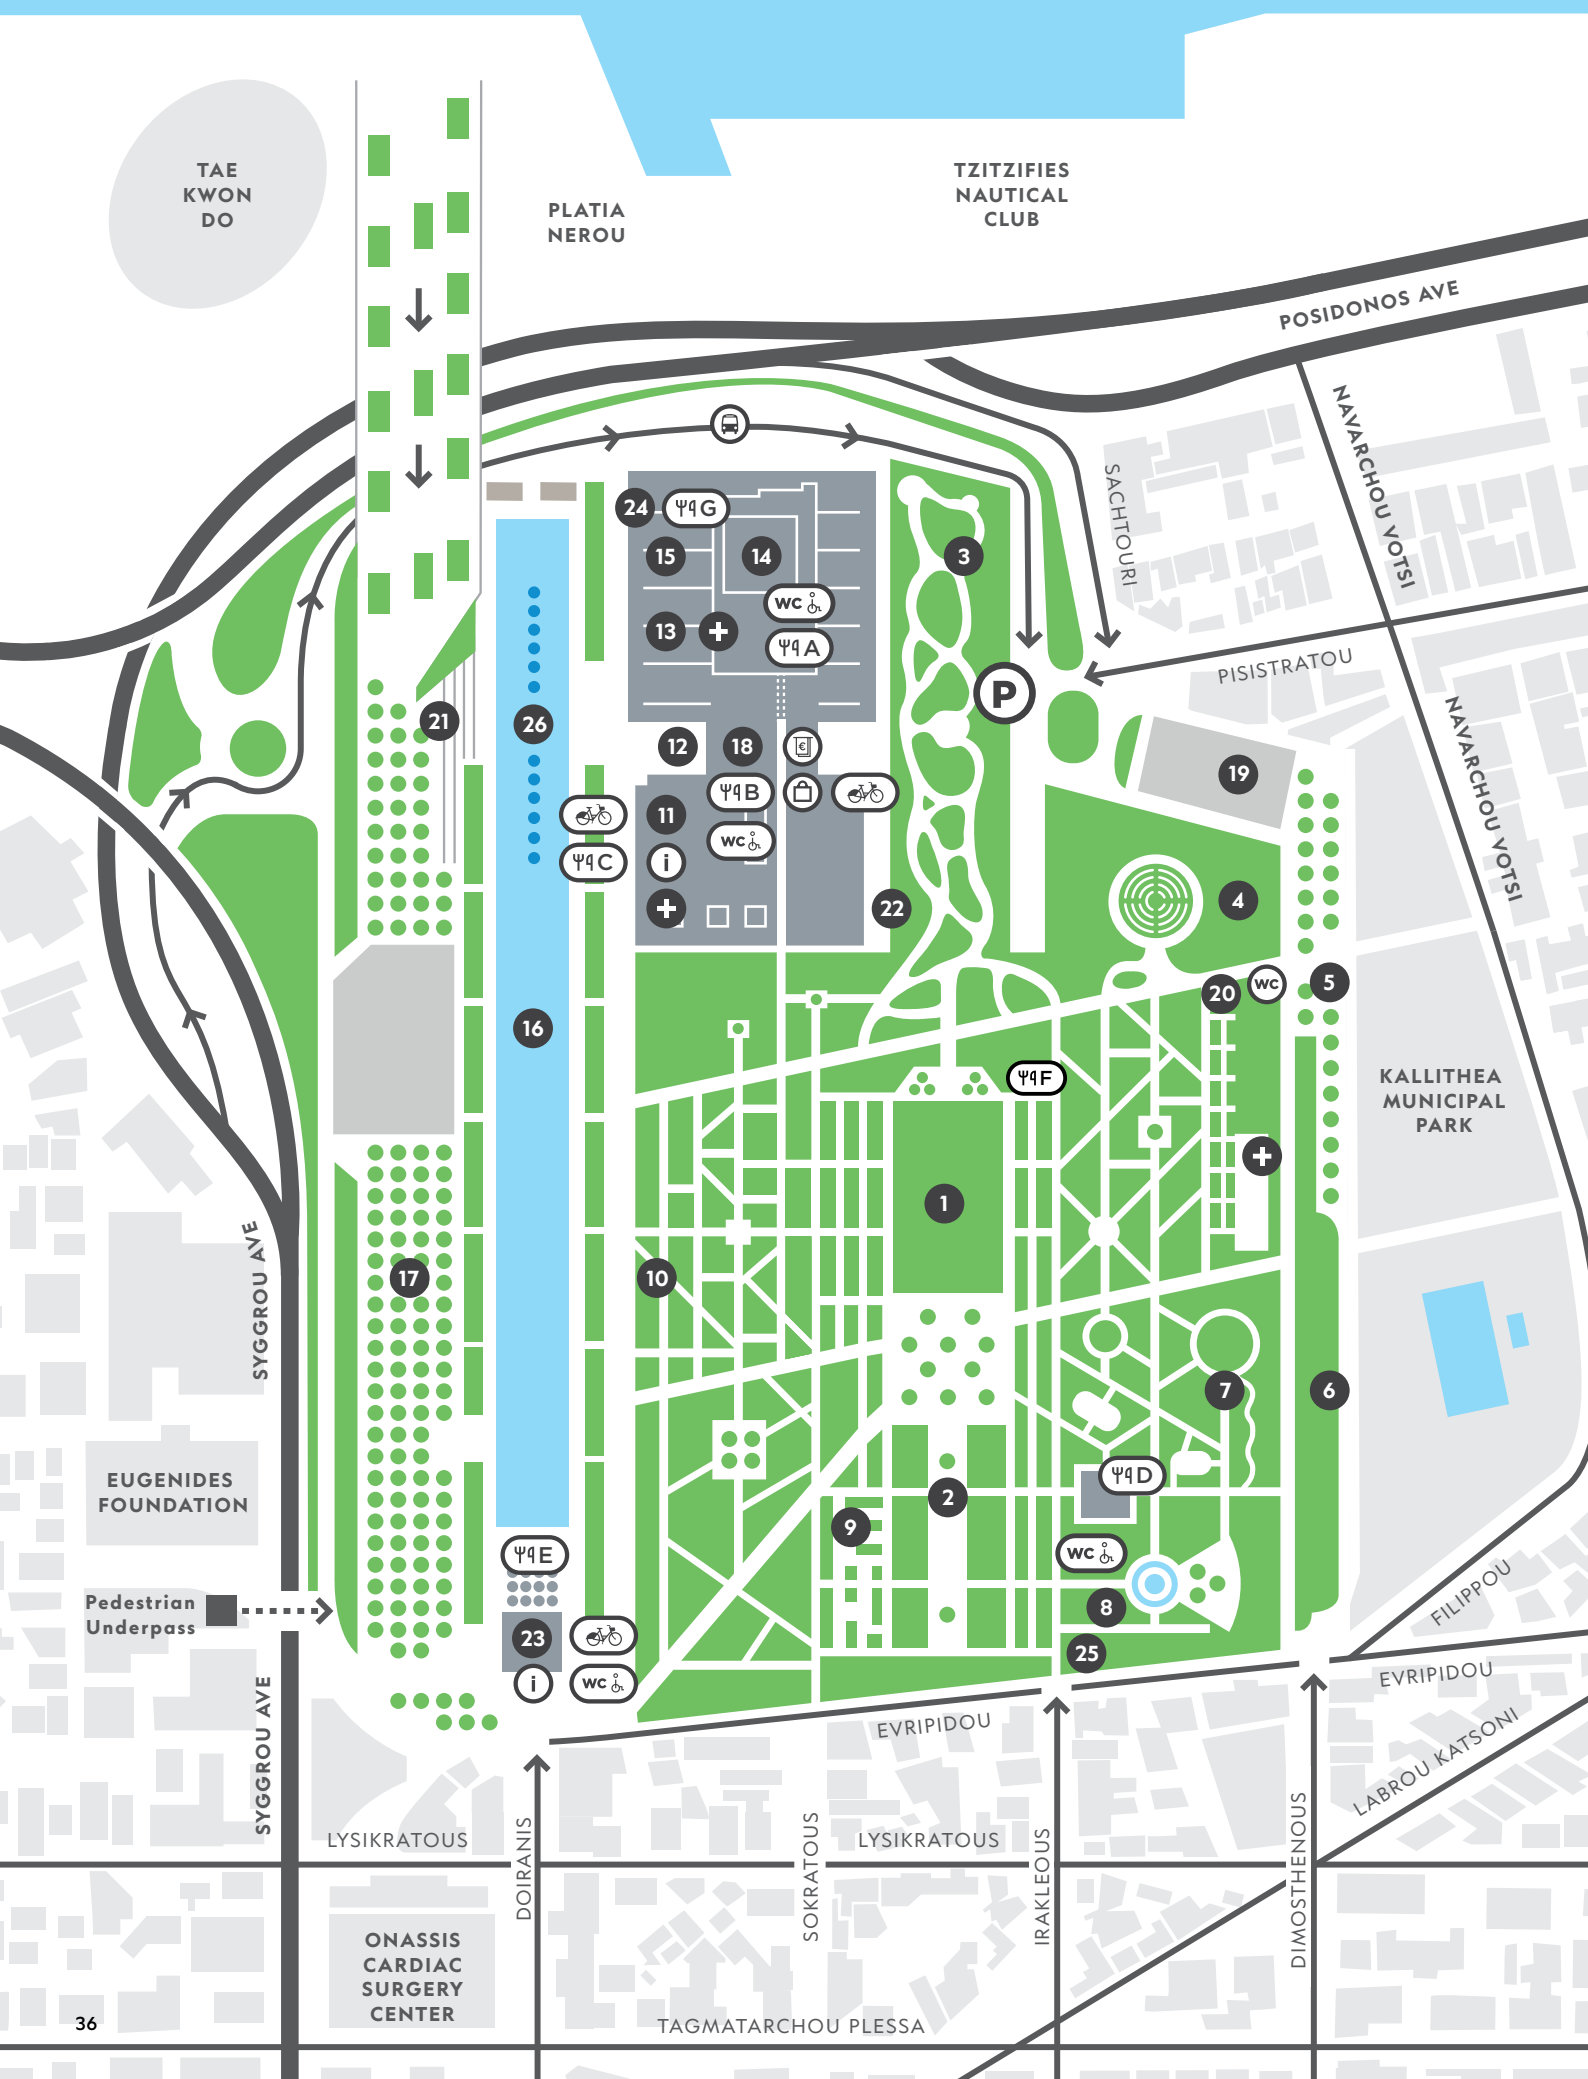 TAE
KWON
DO
PLATIA
NEROU
TZITZIFIES
NAUTICAL
CLUB
POSIDONOS AVE
NAVARCHOU VOTSI
SACHTOURI
24
G
15
14
3
WC
13
A
PISISTRATOU
P
NAVARCHOU VOTSI
21
26
12
18
€
19
B
11
C
WC
i
22
4
20
WC
5
16
F
KALLITHEA
MUNICIPAL
PARK
1
SYGGROU AVE
17
10
7
6
EUGENIDES
FOUNDATION
D
2
9
E
WC
Pedestrian
Underpass
8
FILIPPOU
23
25
i
WC
EVRIPIDOU
EVRIPIDOU
SYGGROU AVE
LABROU KATSONI
LYSIKRATOUS
DOIRANIS
SOKRATOUS
LYSIKRATOUS
IRAKLEOUS
DIMOSTHENOUS
ONASSIS
CARDIAC
SURGERY
CENTER
36
TAGMATARCHOU PLESSA